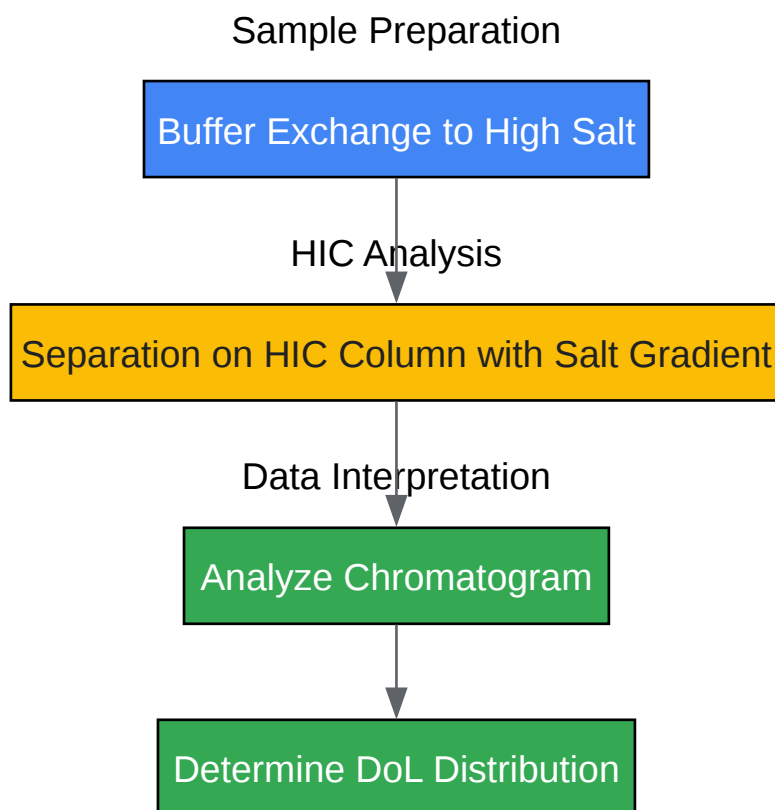 Sample Preparation
Buffer Exchange to High Salt
HIC Analysis
Separation on HIC Column with Salt Gradient
Data Interpretation
Analyze Chromatogram
Determine DoL Distribution